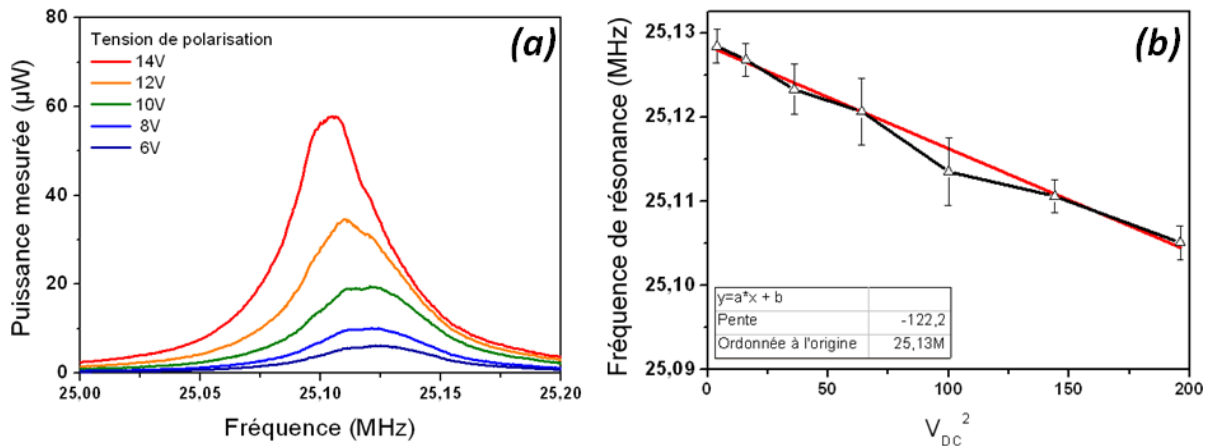 (a)
Puissance mesurée (µW)
80
60
40
20
0
Tension de polarisation
14V
12V
10V
8V
6V
25,00
25,05
25,10
25,15
25,20
Fréquence (MHz)
(b)
Fréquence de résonance (MHz)
25,13
25,12
25,11
25,10
25,09
y=a*x + b
Pente -122,2
Ordonnée à l'origine 25,13M
0
50
100
150
200
V_DC^2